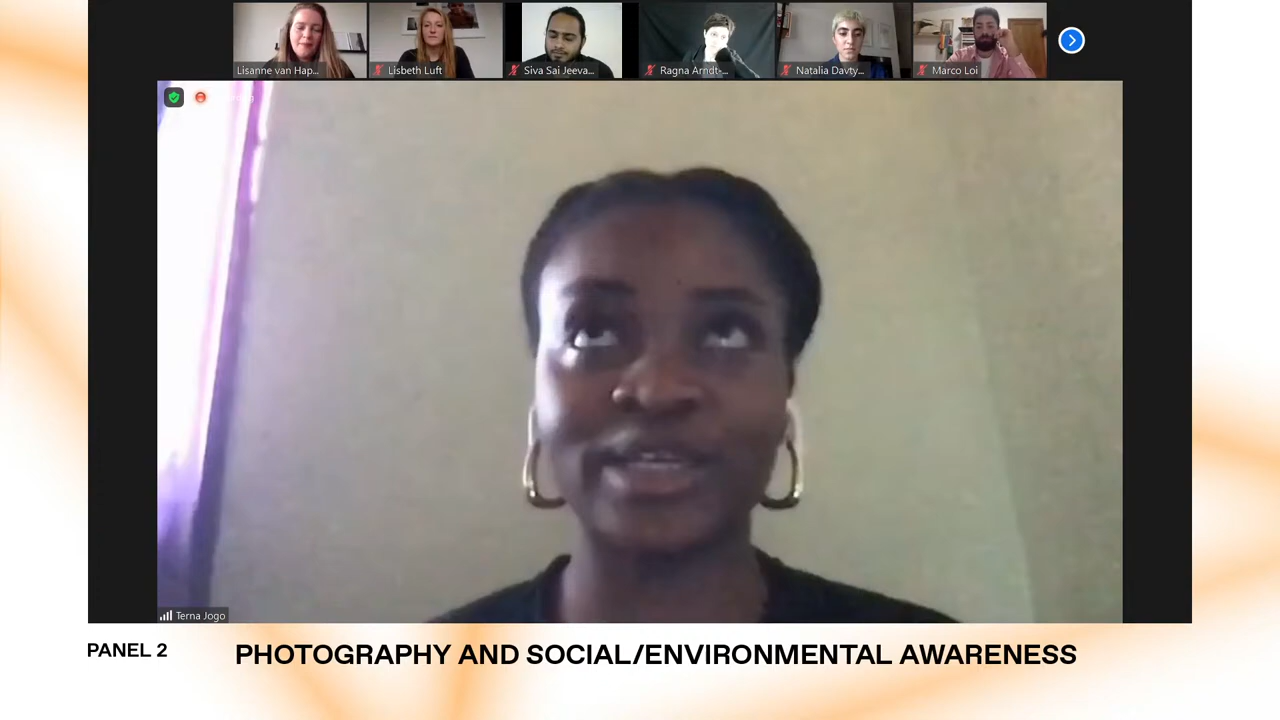 Lisanne van Hap...
Lisbeth Luft
Siva Sai Jeeva...
Ragna Arndt-...
Natalia Davty...
Marco Loi
Terna Jogo
PANEL 2
PHOTOGRAPHY AND SOCIAL/ENVIRONMENTAL AWARENESS